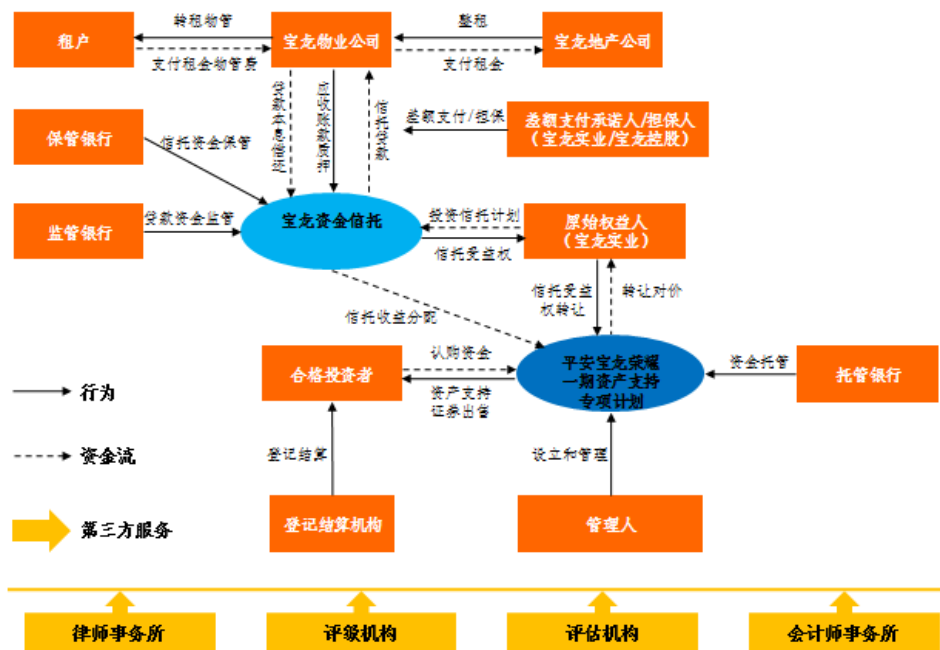 转租物管
整租
租户
宝龙物业公司
宝龙地产公司
支付租金物管费
支付租金
贷款本息偿还
应收账款质押
信托贷款
差额支付/担保
差额支付承诺人/担保人
（宝龙实业/宝龙控股）
保管银行
信托资金保管
监管银行
贷款资金监管
宝龙资金信托
投资信托计划
信托受益权
原始权益人
（宝龙实业）
信托受益
权转让
转让对价
信托收益分配
合格投资者
认购资金
资产支持
证券出售
平安宝龙荣耀
一期资产支持
专项计划
资金托管
托管银行
行为
资金流
第三方服务
登记结算
设立和管理
登记结算机构
管理人
律师事务所
评级机构
评估机构
会计师事务所